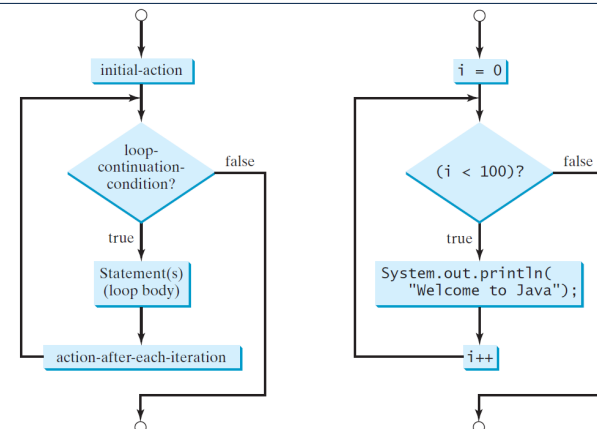 initial-action
loop-
continuation-
condition?
false
true
Statement(s)
(loop body)
action-after-each-iteration
i = 0
(i < 100)?
false
true
System.out.println(
"Welcome to Java");
i++